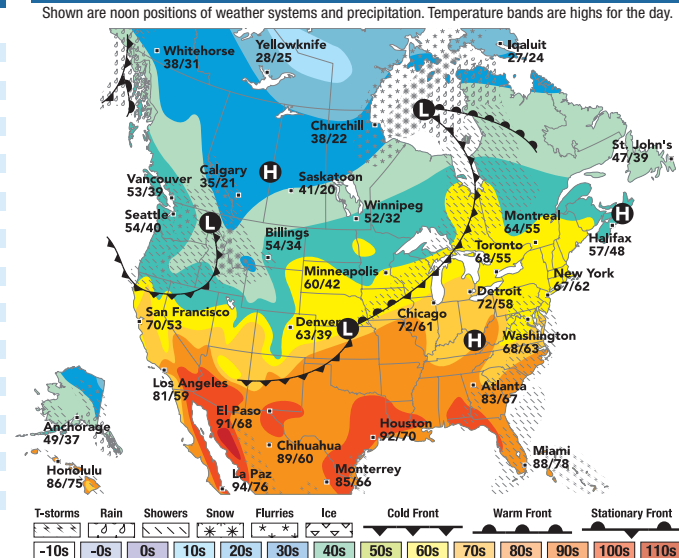 Shown are noon positions of weather systems and precipitation. Temperature bands are highs for the day.
Whitehorse
38/31
Yellowknife
28/25
Iqaluit
27/24
L
Churchill
38/22
St. John's
47/39
Calgary
35/21
H
Saskatoon
41/20
Vancouver
53/39
Winnipeg
52/32
Seattle
54/40
L
Montreal
64/55
H
Billings
54/34
Halifax
57/48
Toronto
68/55
Minneapolis
60/42
New York
67/62
Detroit
72/58
San Francisco
70/53
Denver
63/39
L
Chicago
72/61
H
Washington
68/63
Los Angeles
81/59
Atlanta
83/67
El Paso
91/68
Houston
92/70
Anchorage
49/37
Chihuahua
89/60
Miami
88/78
Honolulu
86/75
La Paz
94/76
Monterrey
85/66
T-storms Rain Showers Snow Flurries Ice Cold Front Warm Front Stationary Front
-10s -0s 0s 10s 20s 30s 40s 50s 60s 70s 80s 90s 100s 110s